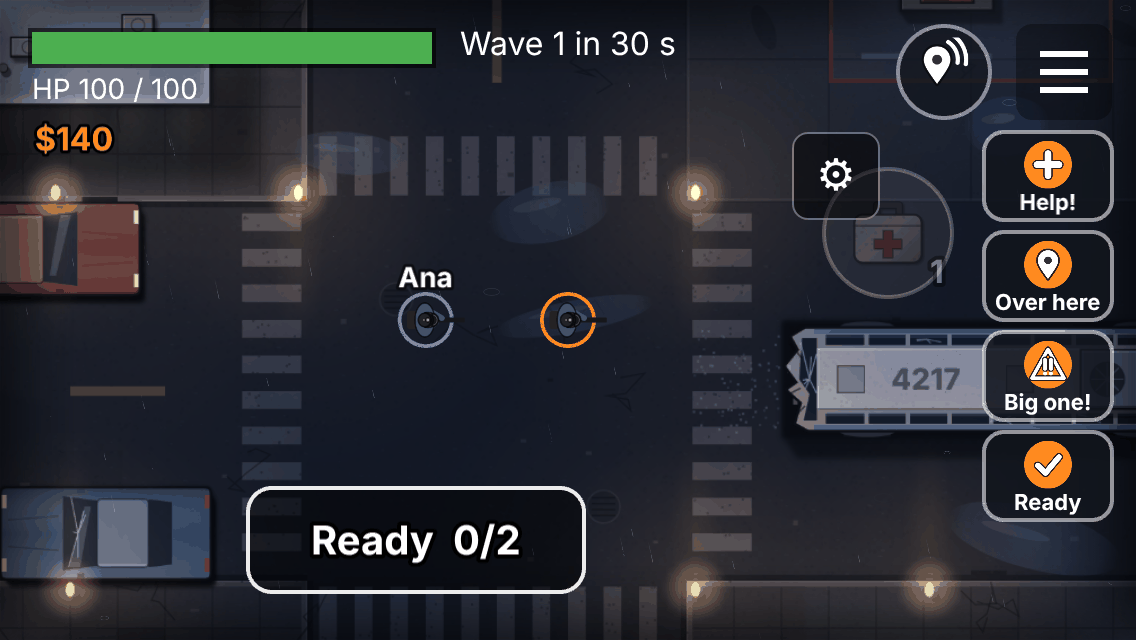 Wave 1 in 30 s
HP 100 / 100
$140
Help!
1
Ana
Over here
4217
Big one!
Ready
Ready 0/2